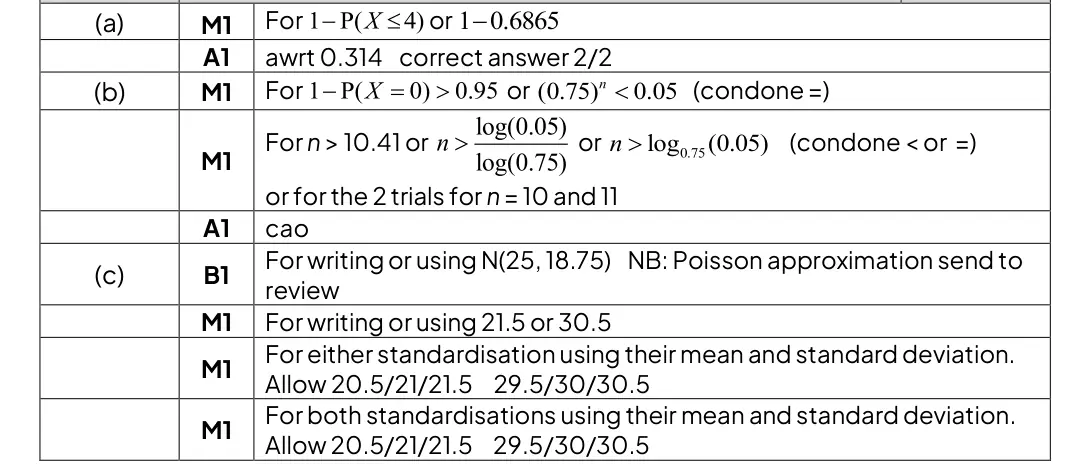 (a) M1 For 1−P(X ≤ 4) or 1−0.6865
A1 awrt 0.314 correct answer 2/2
(b) M1 For 1−P(X = 0) > 0.95 or (0.75)ⁿ < 0.05 (condone =)
M1 For n > 10.41 or n > log(0.05)/log(0.75) or n > log₀.₇₅(0.05) (condone < or =)
or for the 2 trials for n = 10 and 11
A1 cao
(c) B1 For writing or using N(25, 18.75) NB: Poisson approximation send to
review
M1 For writing or using 21.5 or 30.5
M1 For either standardisation using their mean and standard deviation.
Allow 20.5/21/21.5 29.5/30/30.5
M1 For both standardisations using their mean and standard deviation.
Allow 20.5/21/21.5 29.5/30/30.5